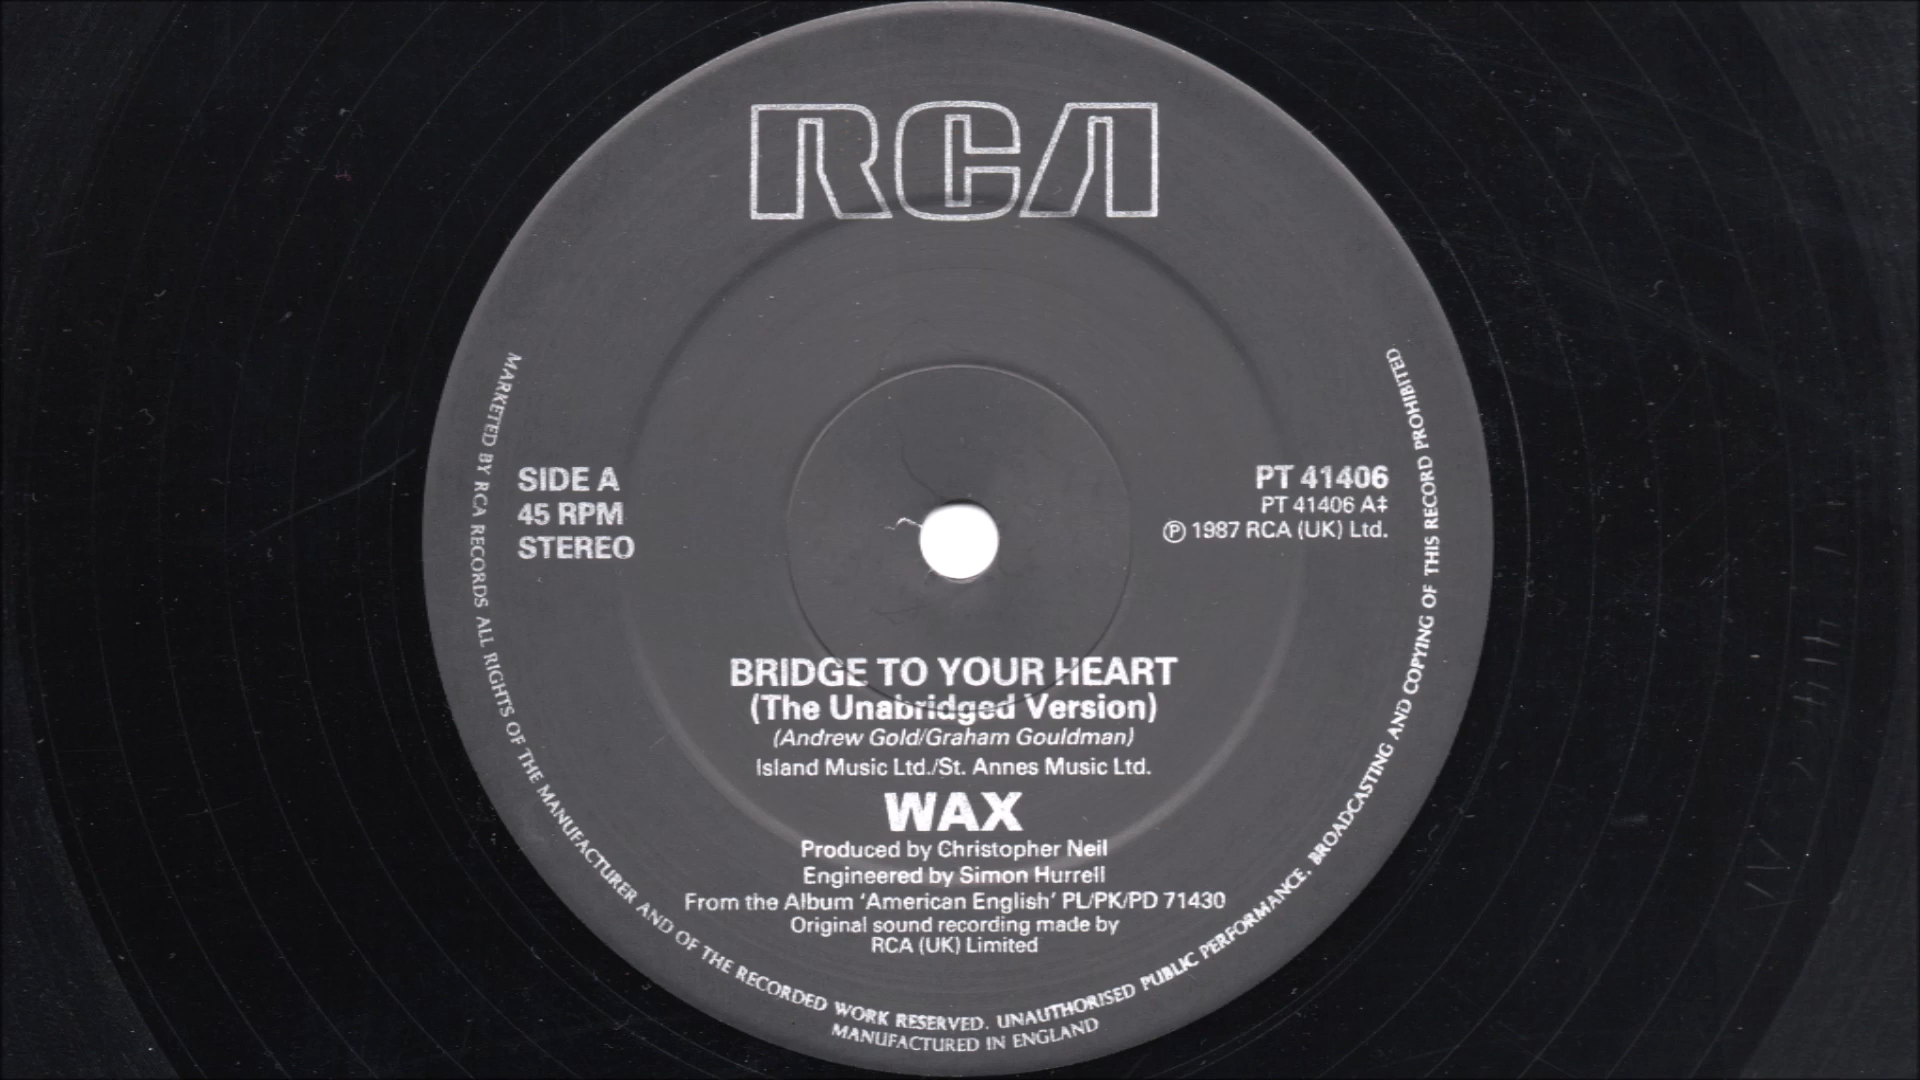 RCA
SIDE A
45 RPM
STEREO
PT 41406
PT 41406 A‡
℗ 1987 RCA (UK) Ltd.
BRIDGE TO YOUR HEART
(The Unabridged Version)
(Andrew Gold/Graham Gouldman)
Island Music Ltd./St. Annes Music Ltd.
WAX
Produced by Christopher Neil
Engineered by Simon Hurrell
From the Album ‘American English’ PL/PK/PD 71430
Original sound recording made by
RCA (UK) Limited
MARKETED BY RCA RECORDS ALL RIGHTS OF THE MANUFACTURER AND OF THE RECORDED WORK RESERVED. UNAUTHORISED PUBLIC PERFORMANCE, BROADCASTING AND COPYING OF THIS RECORD PROHIBITED
MANUFACTURED IN ENGLAND